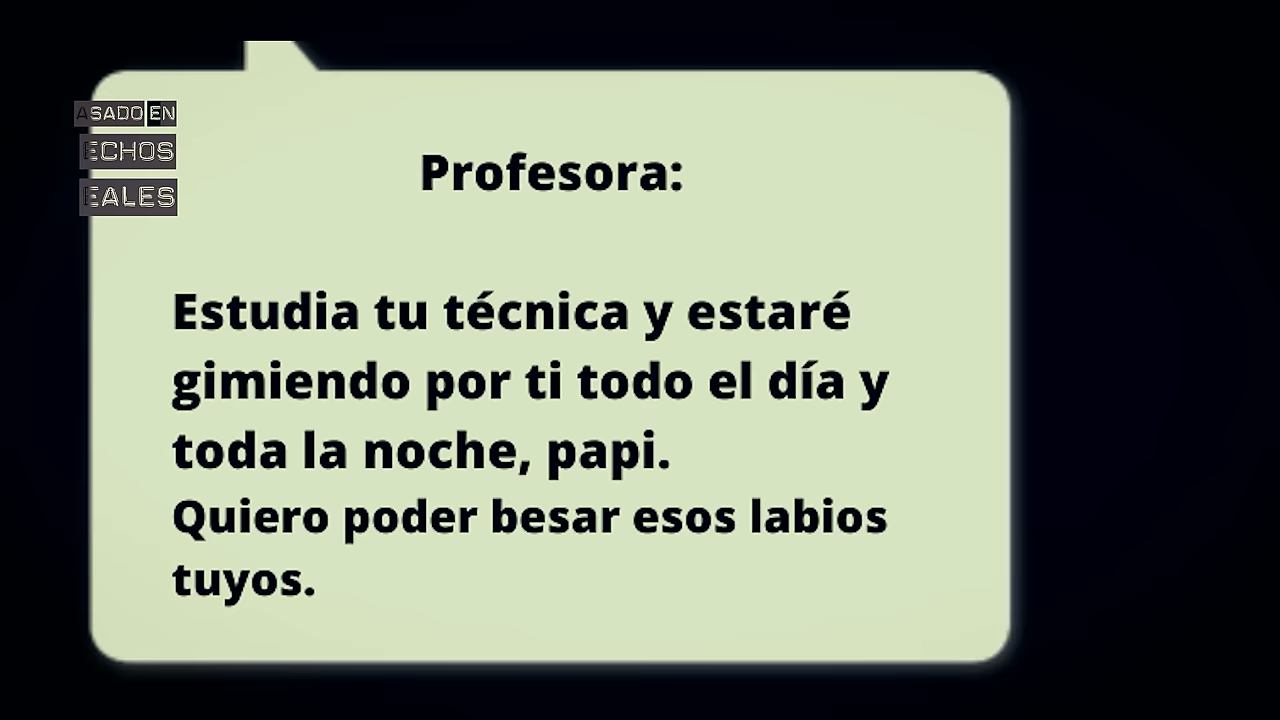 ASADO EN
ECHOS
EALES
Profesora:
Estudia tu técnica y estaré
gimiendo por ti todo el día y
toda la noche, papi.
Quiero poder besar esos labios
tuyos.